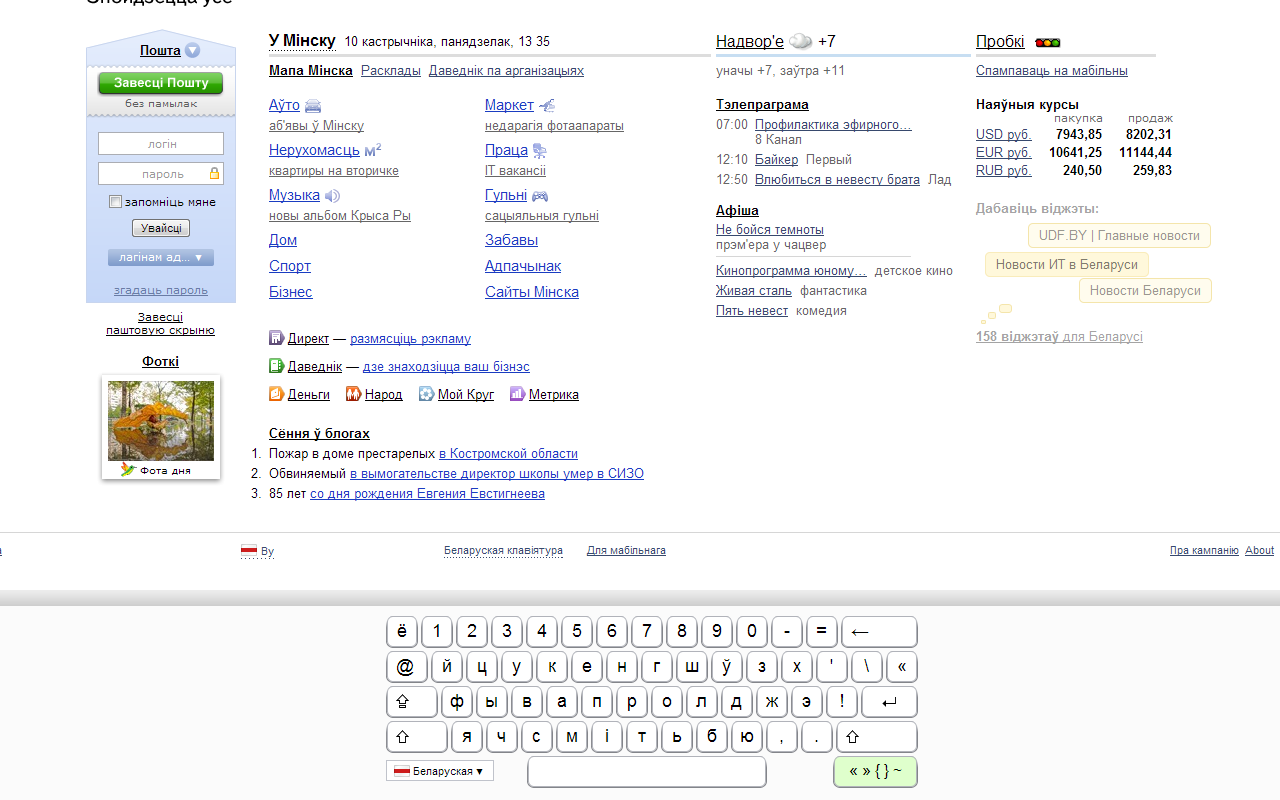 Пошта
Завесці Пошту
без памылак
логін
пароль
запомніць мяне
Увайсці
лагінам ад... ▼
згадаць пароль
Завесці
паштовую скрыню
Фоткі
Фота дня
У Мінску 10 кастрычніка, панядзелак, 13 35
Мапа Мінска Расклады Даведнік па арганізацыях
Аўто
аб'явы ў Мінску
Нерухомасць м²
квартиры на вторичке
Музыка
новы альбом Крыса Ры
Дом
Спорт
Бізнес
Маркет
недарагія фотаапараты
Праца
IT вакансіі
Гульні
сацыяльныя гульні
Забавы
Адпачынак
Сайты Мінска
Директ — размясціць рэкламу
Даведнік — дзе знаходзіцца ваш бізнэс
Деньги Народ Мой Круг Метрика
Сёння ў блогах
1. Пожар в доме престарелых в Костромской области
2. Обвиняемый в вымогательстве директор школы умер в СИЗО
3. 85 лет со дня рождения Евгения Евстигнеева
Надвор'е +7
уначы +7, заўтра +11
Тэлепраграма
07:00 Профилактика эфирного...
8 Канал
12:10 Байкер Первый
12:50 Влюбиться в невесту брата Лад
Афіша
Не бойся темноты
прэм'ера у чацвер
Кинопрограмма юному... детское кино
Живая сталь фантастика
Пять невест комедия
Пробкі
Спампаваць на мабільны
Наяўныя курсы
пакупка продаж
USD руб. 7943,85 8202,31
EUR руб. 10641,25 11144,44
RUB руб. 240,50 259,83
Дабавіць віджэты:
UDF.BY | Главные новости
Новости ИТ в Беларуси
Новости Беларуси
158 віджэтаў для Беларусі
By Беларуская клавіятура Для мабільнага Пра кампанію About
ё 1 2 3 4 5 6 7 8 9 0 - = ←
@ й ц у к е н г ш ў з х ' \ «
⇪ ф ы в а п р о л д ж э ! ↵
⇧ я ч с м і т ь б ю , . ⇧
Беларуская ▼ « » { } ~